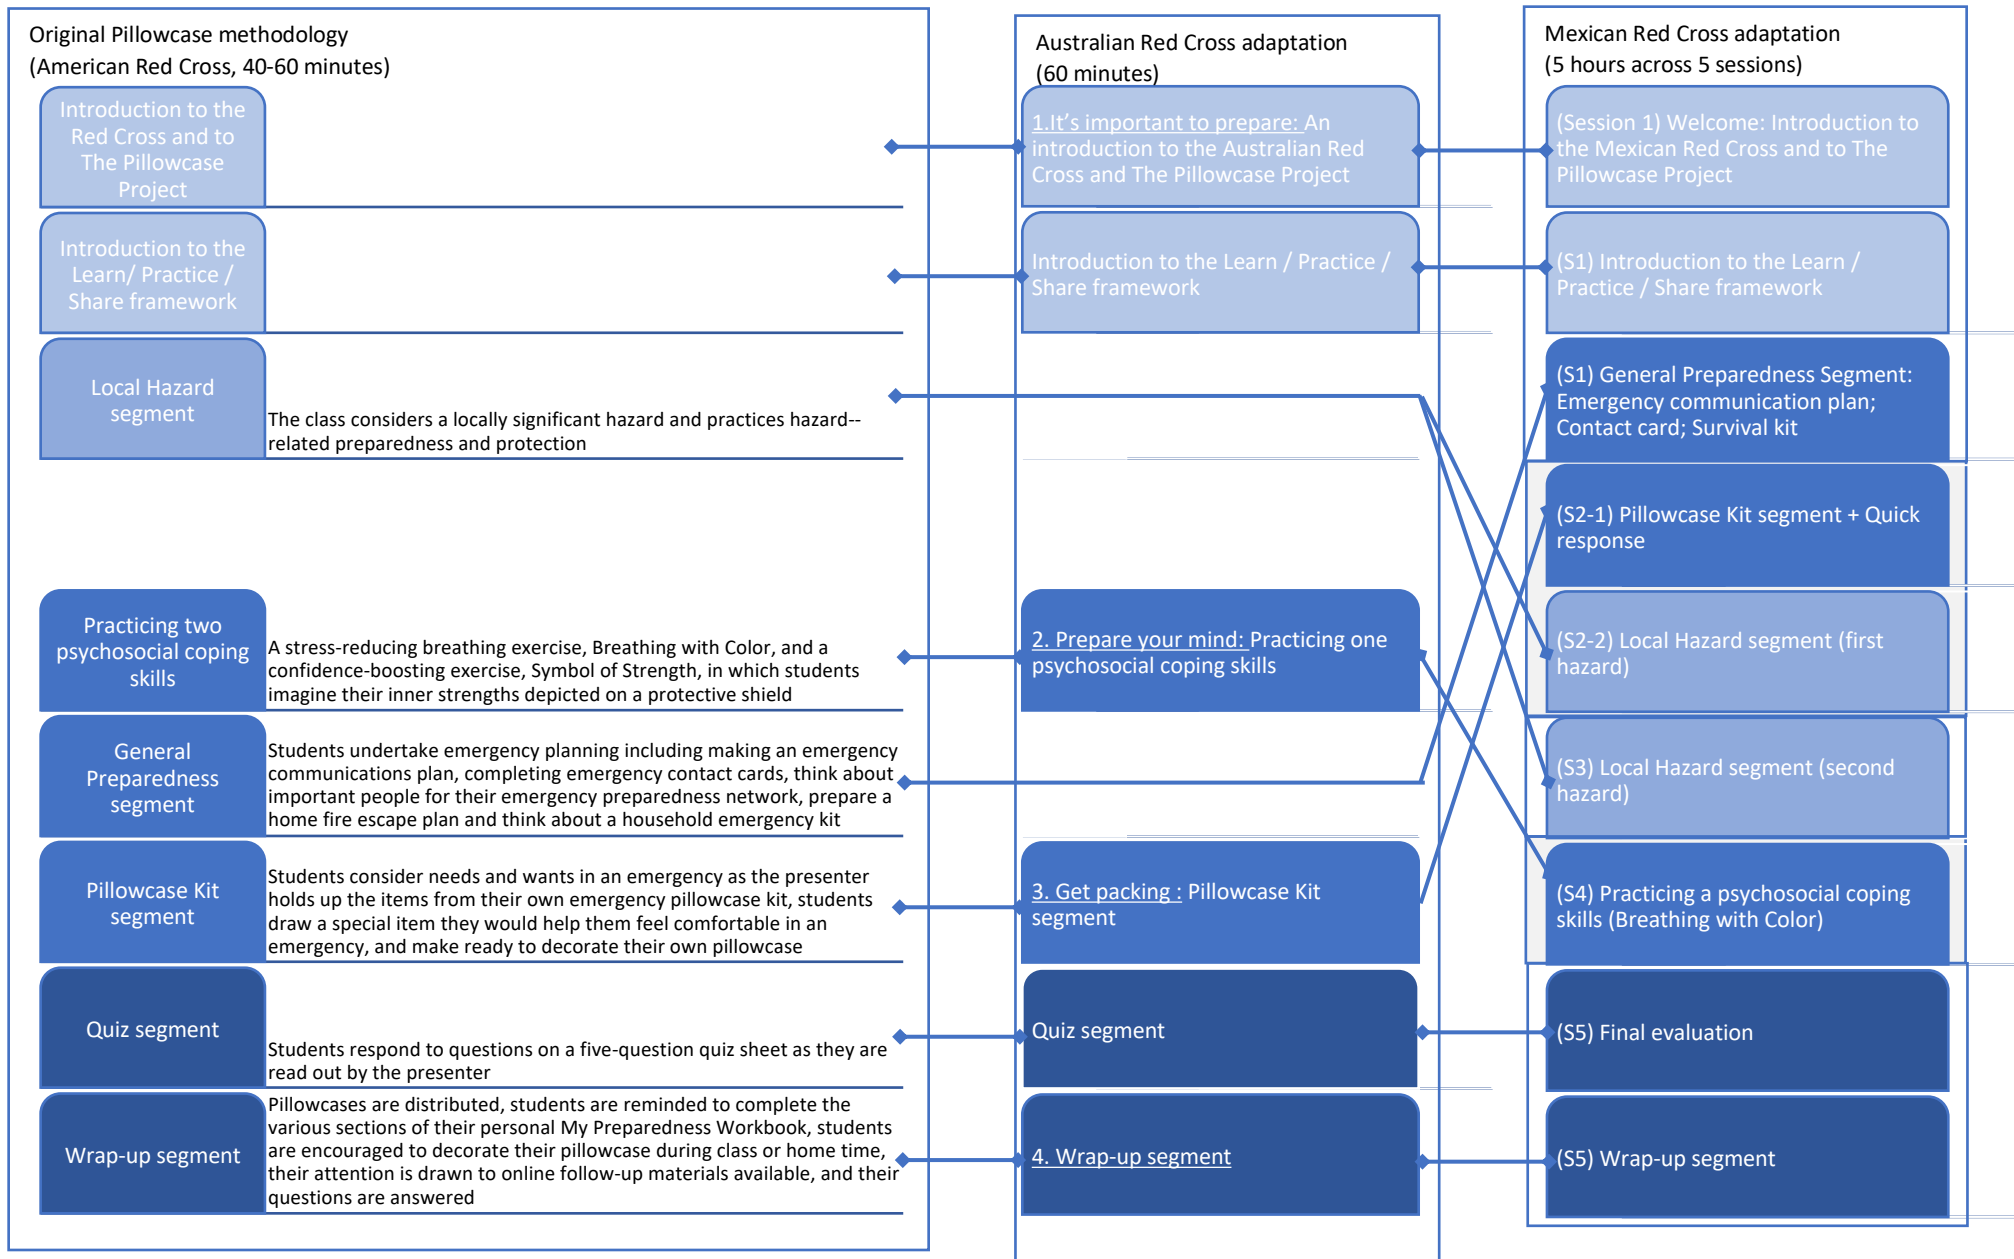 Original Pillowcase methodology
(American Red Cross, 40-60 minutes)
Introduction to the
Red Cross and to
The Pillowcase
Project
Introduction to the
Learn/ Practice /
Share framework
Local Hazard
segment
The class considers a locally significant hazard and practices hazard--
related preparedness and protection
Practicing two
psychosocial coping
skills
A stress-reducing breathing exercise, Breathing with Color, and a
confidence-boosting exercise, Symbol of Strength, in which students
imagine their inner strengths depicted on a protective shield
General
Preparedness
segment
Students undertake emergency planning including making an emergency
communications plan, completing emergency contact cards, think about
important people for their emergency preparedness network, prepare a
home fire escape plan and think about a household emergency kit
Pillowcase Kit
segment
Students consider needs and wants in an emergency as the presenter
holds up the items from their own emergency pillowcase kit, students
draw a special item they would help them feel comfortable in an
emergency, and make ready to decorate their own pillowcase
Quiz segment
Students respond to questions on a five-question quiz sheet as they are
read out by the presenter
Wrap-up segment
Pillowcases are distributed, students are reminded to complete the
various sections of their personal My Preparedness Workbook, students
are encouraged to decorate their pillowcase during class or home time,
their attention is drawn to online follow-up materials available, and their
questions are answered
Australian Red Cross adaptation
(60 minutes)
1.It's important to prepare: An
introduction to the Australian Red
Cross and The Pillowcase Project
Introduction to the Learn / Practice /
Share framework
2. Prepare your mind: Practicing one
psychosocial coping skills
3. Get packing : Pillowcase Kit
segment
Quiz segment
4. Wrap-up segment
Mexican Red Cross adaptation
(5 hours across 5 sessions)
(Session 1) Welcome: Introduction to
the Mexican Red Cross and to The
Pillowcase Project
(S1) Introduction to the Learn /
Practice / Share framework
(S1) General Preparedness Segment:
Emergency communication plan;
Contact card; Survival kit
(S2-1) Pillowcase Kit segment + Quick
response
(S2-2) Local Hazard segment (first
hazard)
(S3) Local Hazard segment (second
hazard)
(S4) Practicing a psychosocial coping
skills (Breathing with Color)
(S5) Final evaluation
(S5) Wrap-up segment